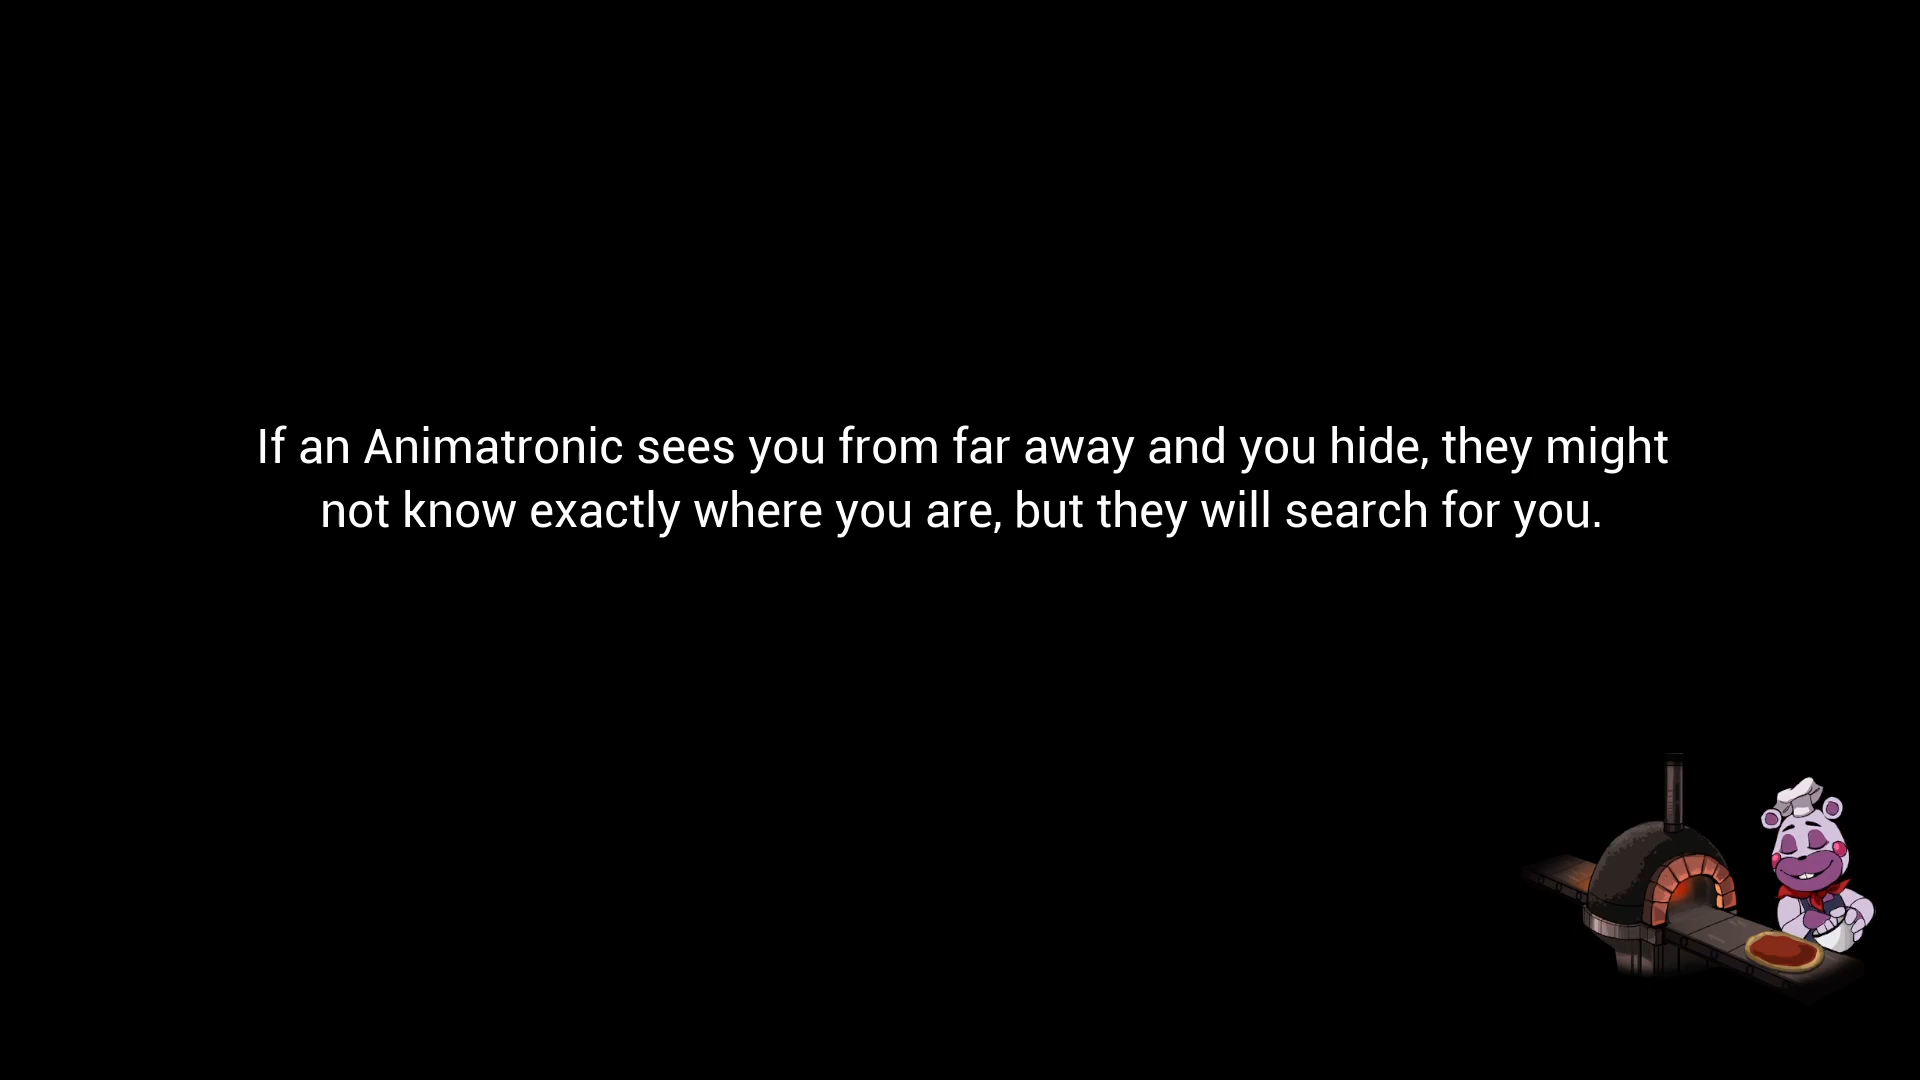 If an Animatronic sees you from far away and you hide, they might
not know exactly where you are, but they will search for you.